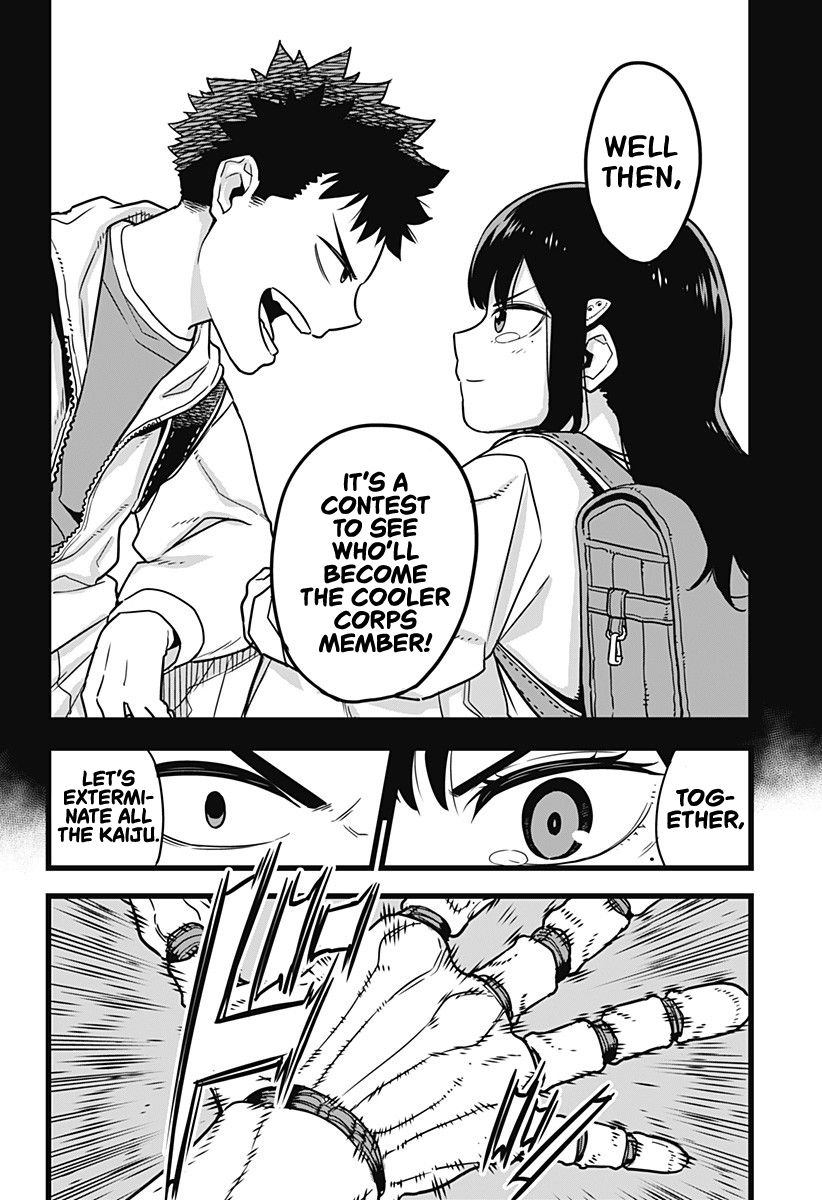 WELL
THEN,
IT'S A
CONTEST
TO SEE
WHO'LL
BECOME
THE COOLER
CORPS
MEMBER!
TOG-
ETHER,
LET'S
EXTERMI-
NATE ALL
THE KAIJU.